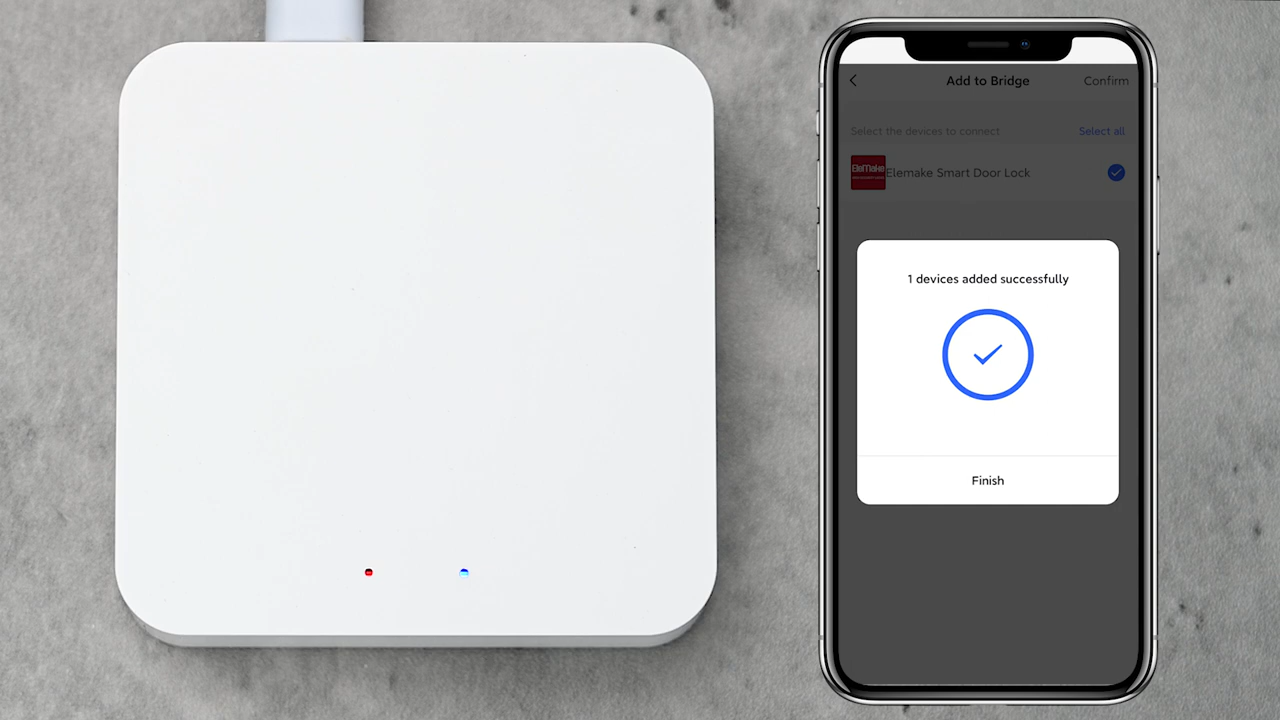 Add to Bridge
Confirm
Select the devices to connect
Select all
EleMake
Elemake Smart Door Lock
1 devices added successfully
Finish